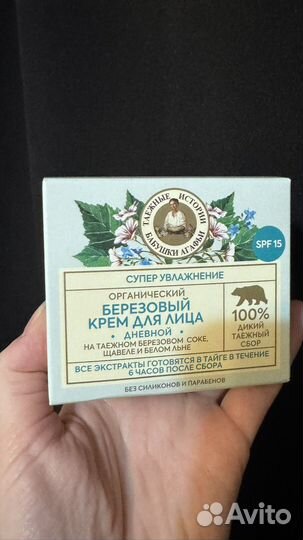 ТАЕЖНЫЕ ИСТОРИИ
БАБУШКИ АГАФЬИ
SPF 15
СУПЕР УВЛАЖНЕНИЕ
ОРГАНИЧЕСКИЙ
БЕРЕЗОВЫЙ
КРЕМ ДЛЯ ЛИЦА
• ДНЕВНОЙ •
НА ТАЕЖНОМ БЕРЕЗОВОМ СОКЕ,
ЩАВЕЛЕ И БЕЛОМ ЛЬНЕ
100%
ДИКИЙ
ТАЕЖНЫЙ
СБОР
ВСЕ ЭКСТРАКТЫ ГОТОВЯТСЯ В ТАЙГЕ В ТЕЧЕНИЕ
6 ЧАСОВ ПОСЛЕ СБОРА
БЕЗ СИЛИКОНОВ И ПАРАБЕНОВ
Avito